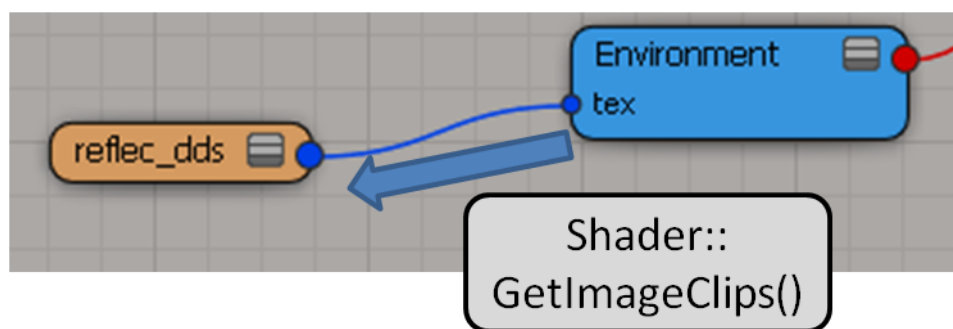 Environment
tex
reflec_dds
Shader::
GetImageClips()